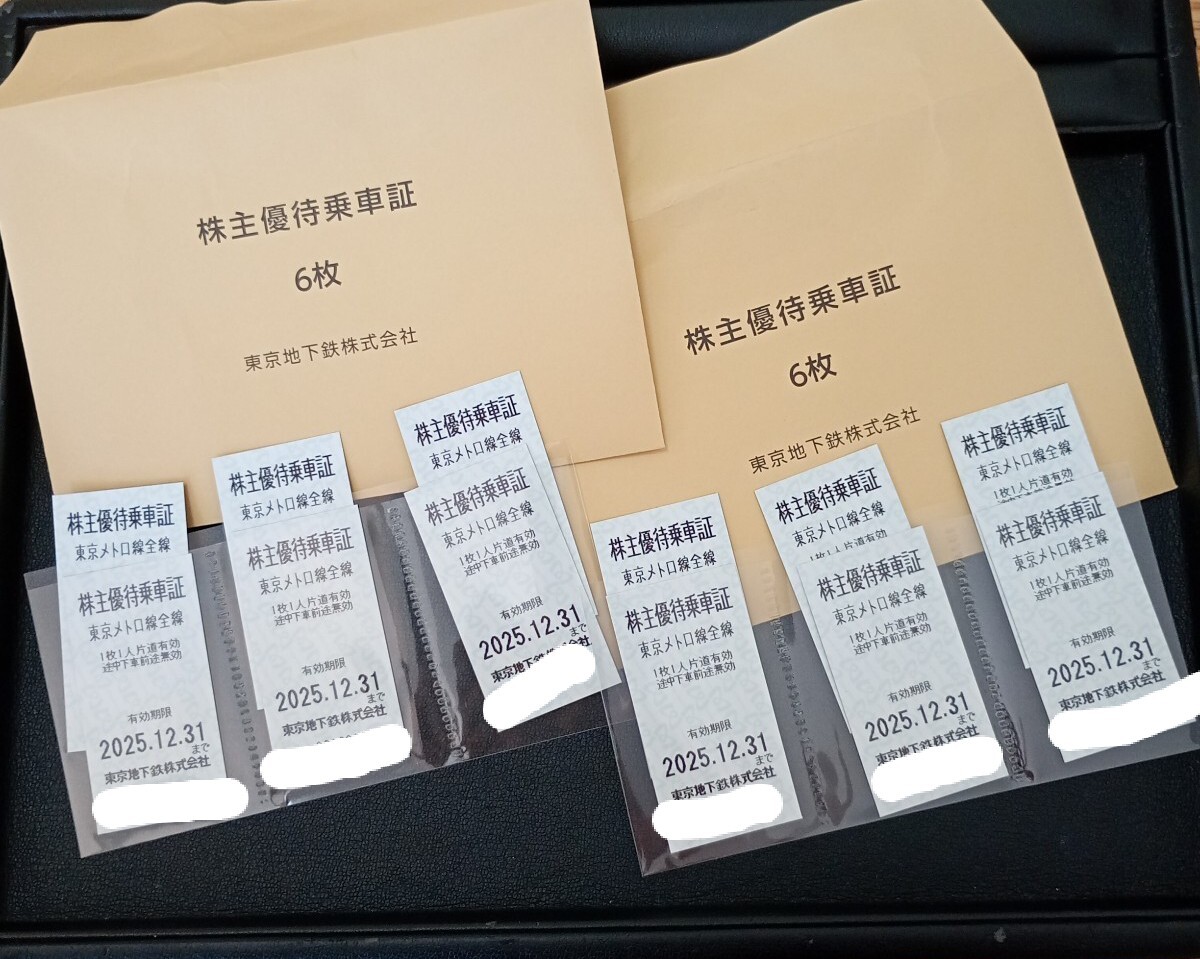 株主優待乗車証
6枚
東京地下鉄株式会社
株主優待乗車証
6枚
東京地下鉄株式会社
株主優待乗車証
東京メトロ線全線
株主優待乗車証
東京メトロ線全線
1枚1人片道有効
途中下車前途無効
有効期限
2025.12.31
まで
東京地下鉄株式会社
株主優待乗車証
東京メトロ線全線
株主優待乗車証
東京メトロ線全線
1枚1人片道有効
途中下車前途無効
有効期限
2025.12.31
まで
東京地下鉄株式会社
株主優待乗車証
東京メトロ線全線
株主優待乗車証
東京メトロ線全線
1枚1人片道有効
途中下車前途無効
有効期限
2025.12.31
まで
東京地下鉄株式会社
株主優待乗車証
東京メトロ線全線
株主優待乗車証
東京メトロ線全線
1枚1人片道有効
途中下車前途無効
有効期限
2025.12.31
まで
東京地下鉄株式会社
株主優待乗車証
東京メトロ線全線
1枚1人片道有効
株主優待乗車証
東京メトロ線全線
1枚1人片道有効
途中下車前途無効
有効期限
2025.12.31
まで
東京地下鉄株式会社
株主優待乗車証
東京メトロ線全線
1枚1人片道有効
株主優待乗車証
東京メトロ線全線
1枚1人片道有効
途中下車前途無効
有効期限
2025.12.31
まで
東京地下鉄株式会社